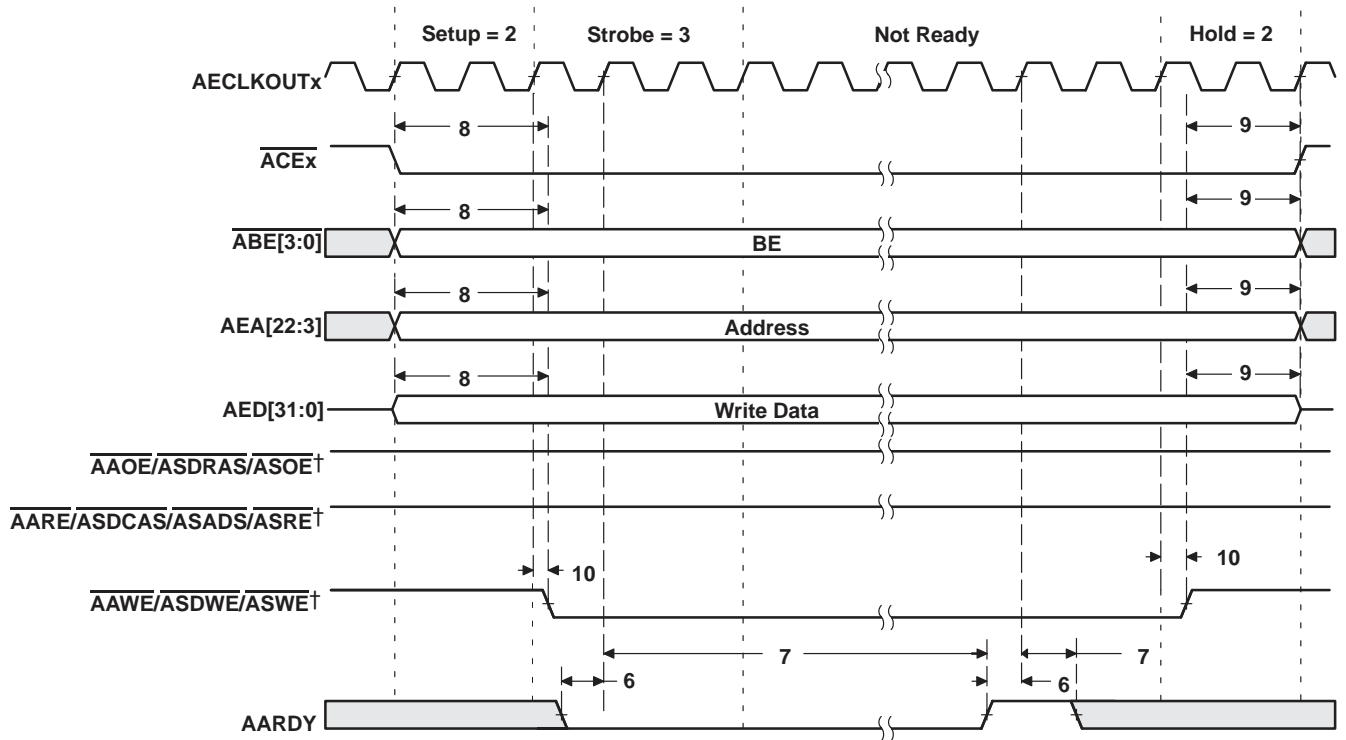 Setup = 2 Strobe = 3 Not Ready Hold = 2
AECLKOUTx
8 9
ACEx
8 9
ABE[3:0] BE
8 9
AEA[22:3] Address
8 9
AED[31:0] Write Data
AAOE/ASDRAS/ASOE†
AARE/ASDCAS/ASADS/ASRE†
10 10
AAWE/ASDWE/ASWE†
7 7
6 6
AARDY